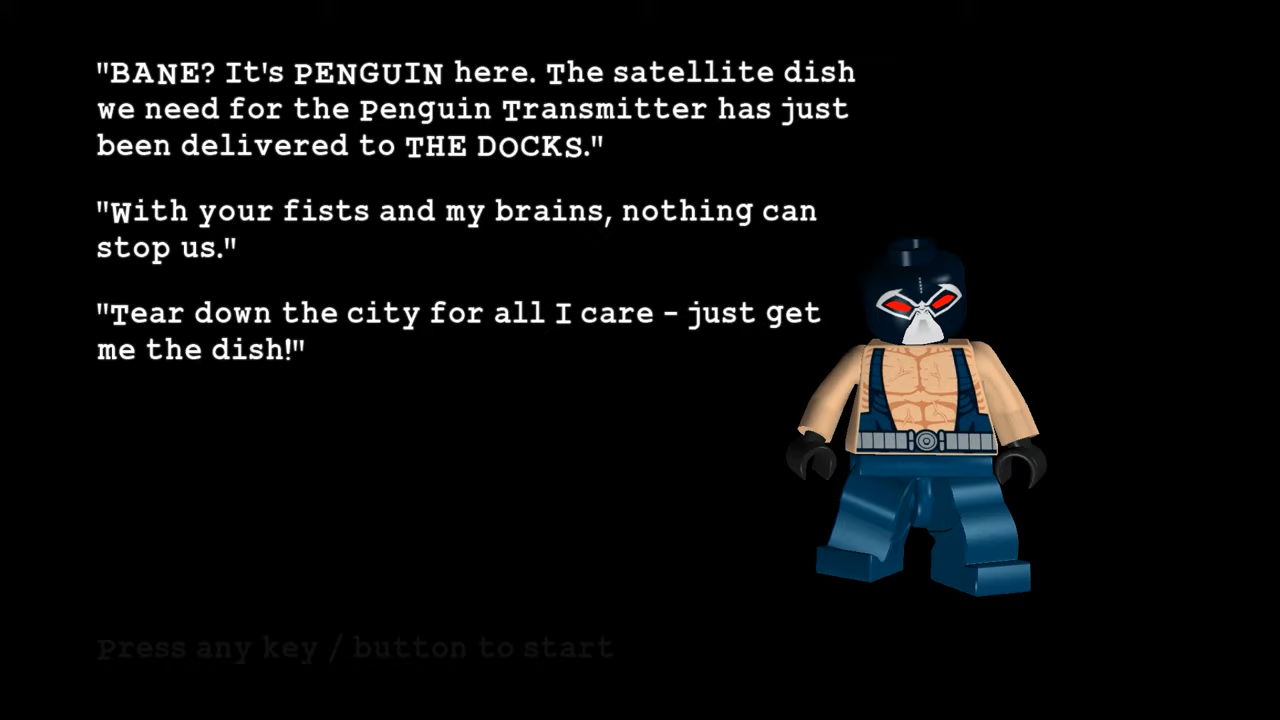 "BANE? It's PENGUIN here. The satellite dish
we need for the Penguin Transmitter has just
been delivered to THE DOCKS."
"With your fists and my brains, nothing can
stop us."
"Tear down the city for all I care - just get
me the dish!"
Press any key / button to start